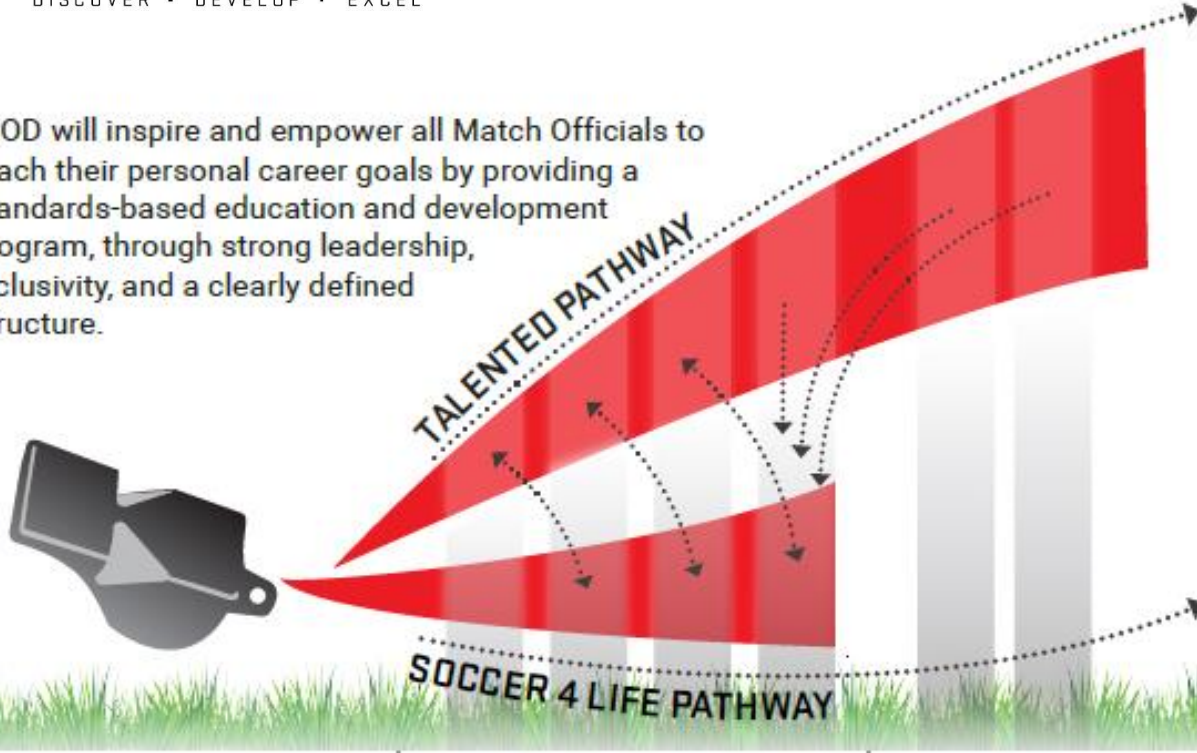 DISCOVER • DEVELOP • EXCEL
OD will inspire and empower all Match Officials to
ach their personal career goals by providing a
andards-based education and development
ogram, through strong leadership,
clusivity, and a clearly defined
ructure.
TALENTED PATHWAY
SOCCER 4 LIFE PATHWAY